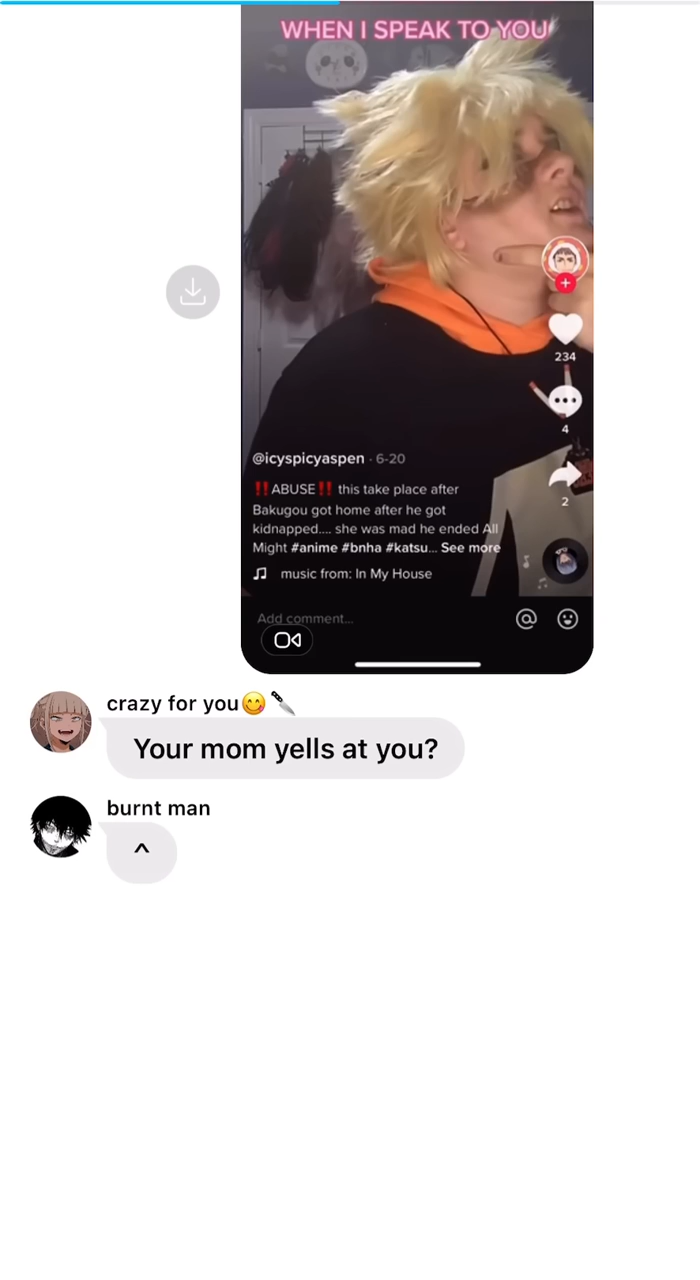 WHEN I SPEAK TO YOU
234
4
@icyspicyaspen · 6-20
‼️ABUSE‼️ this take place after
Bakugou got home after he got
kidnapped.... she was mad he ended All
Might #anime #bnha #katsu... See more
2
music from: In My House
Add comment...
crazy for you😋🔪
Your mom yells at you?
burnt man
^